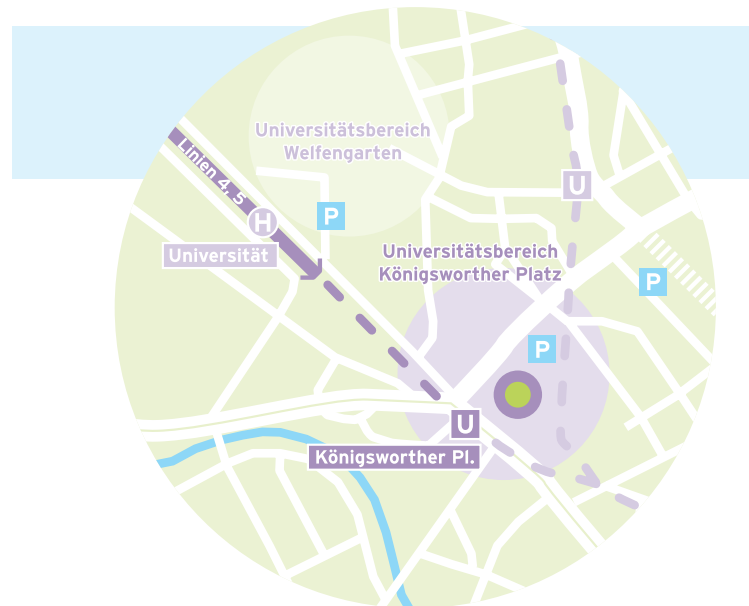 Universitätsbereich
Welfengarten
Linien 4, 5
U
P
H
Universität
Universitätsbereich
Königsworther Platz
P
P
U
Königsworther Pl.